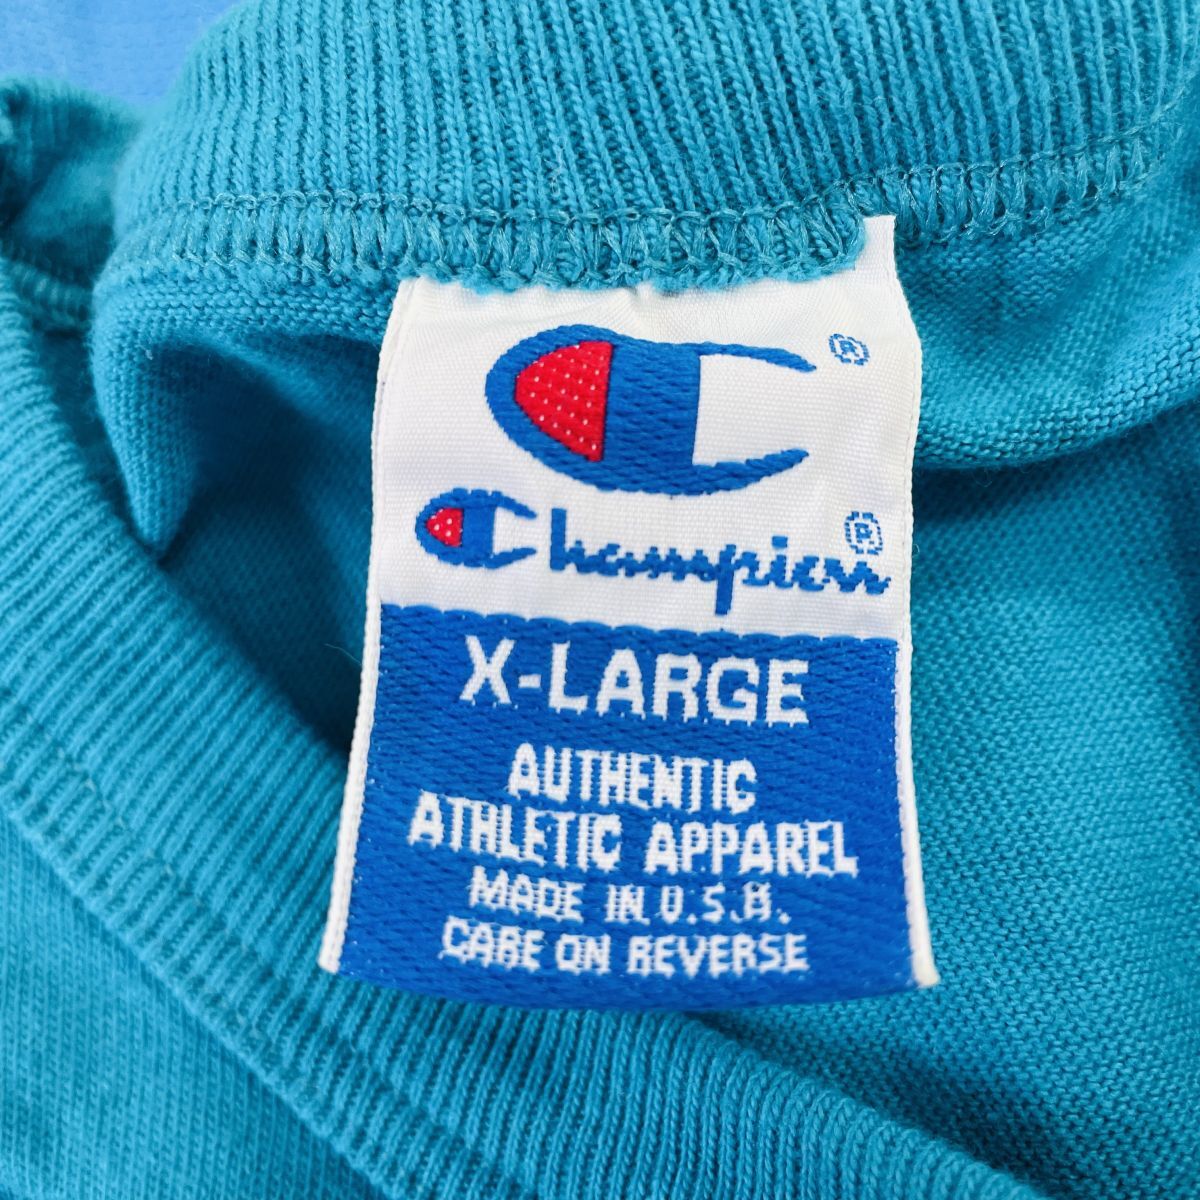 ®
Champion®
X-LARGE
AUTHENTIC
ATHLETIC APPAREL
MADE IN U.S.A.
CARE ON REVERSE